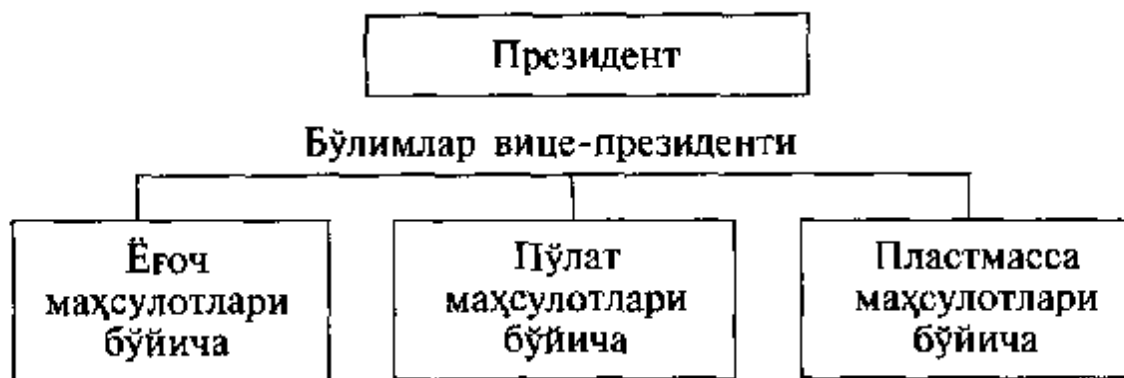 Президент
Бўлимлар вице-президенти
Ёғоч
маҳсулотлари
бўйича
Пўлат
маҳсулотлари
бўйича
Пластмасса
маҳсулотлари
бўйича